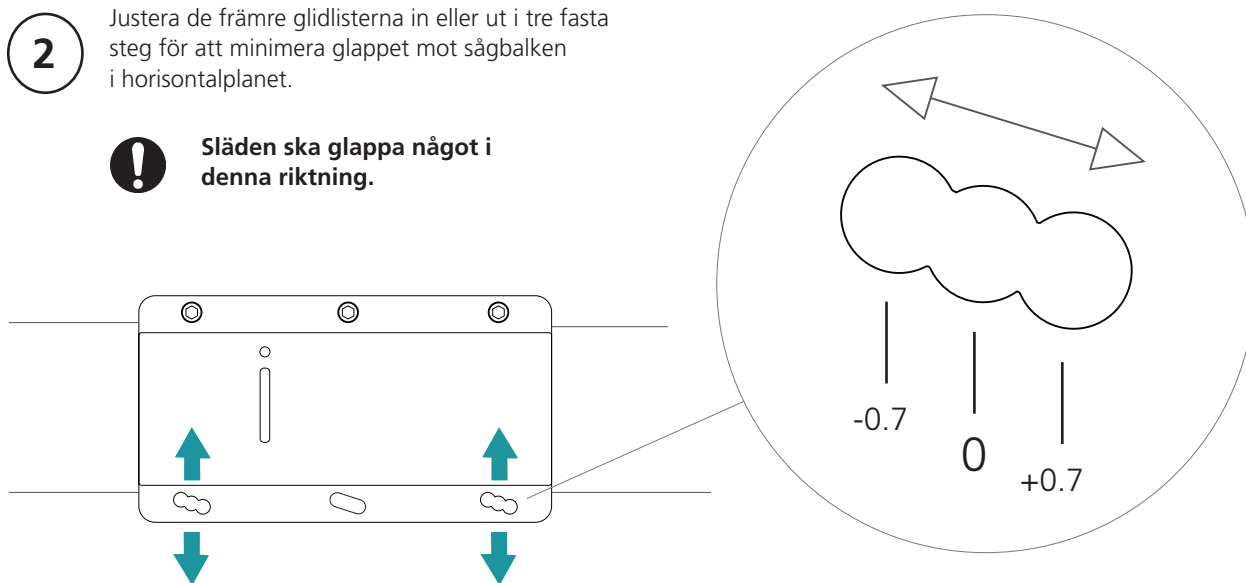 2
Justera de främre glidlisterna in eller ut i tre fasta
steg för att minimera glappet mot sågbalken
i horisontalplanet.
Släden ska glappa något i
denna riktning.
-0.7
0
+0.7